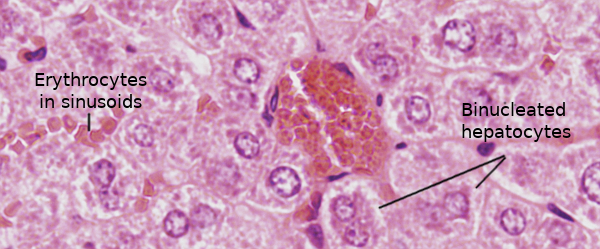 Erythrocytes
in sinusoids
Binucleated
hepatocytes